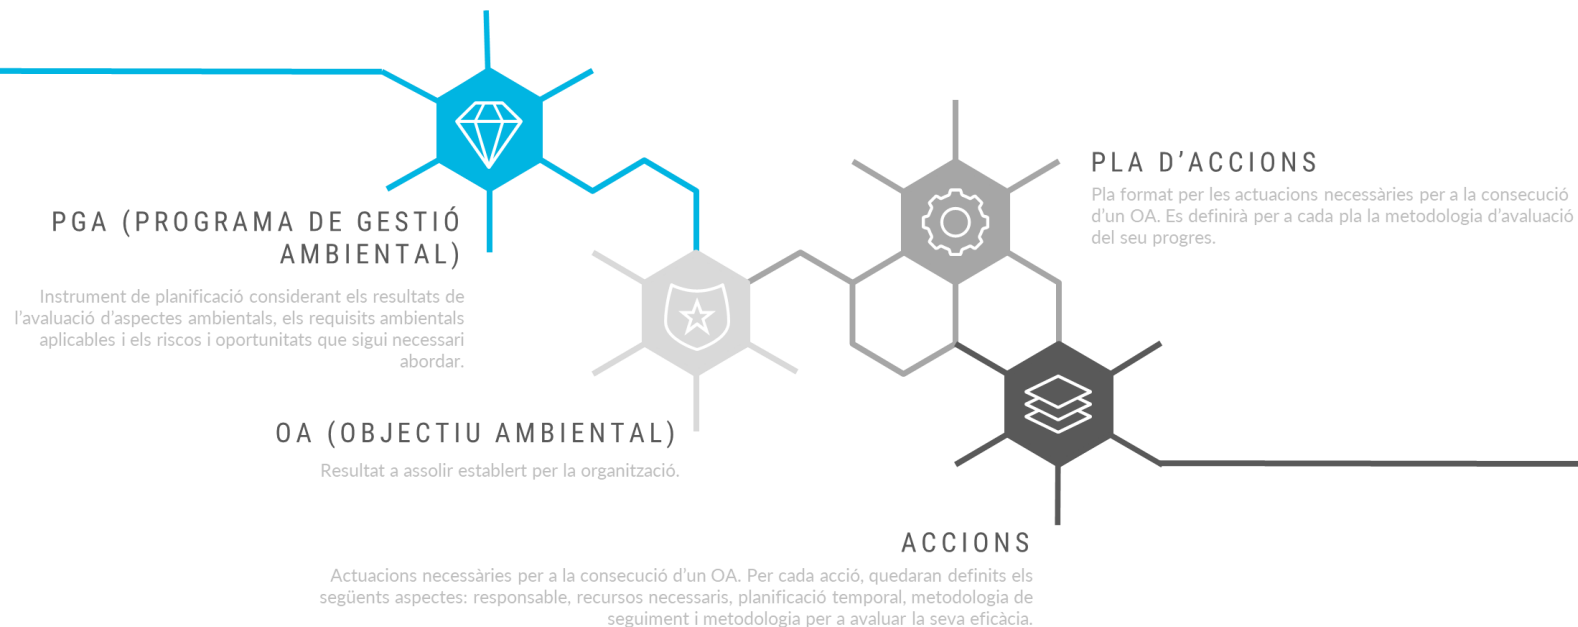 PGA (PROGRAMA DE GESTIÓ
AMBIENTAL)
Instrument de planificació considerant els resultats de
l'avaluació d'aspectes ambientals, els requisits ambientals
aplicables i els riscos i oportunitats que sigui necessari
abordar.
OA (OBJECTIU AMBIENTAL)
Resultat a assolir establert per la organització.
PLA D'ACCIONS
Pla format per les actuacions necessàries per a la consecució
d'un OA. Es definirà per a cada pla la metodologia d'avaluació
del seu progres.
ACCIONS
Actuacions necessàries per a la consecució d'un OA. Per cada acció, quedaran definits els
següents aspectes: responsable, recursos necessaris, planificació temporal, metodologia de
seguiment i metodologia per a avaluar la seva eficàcia.